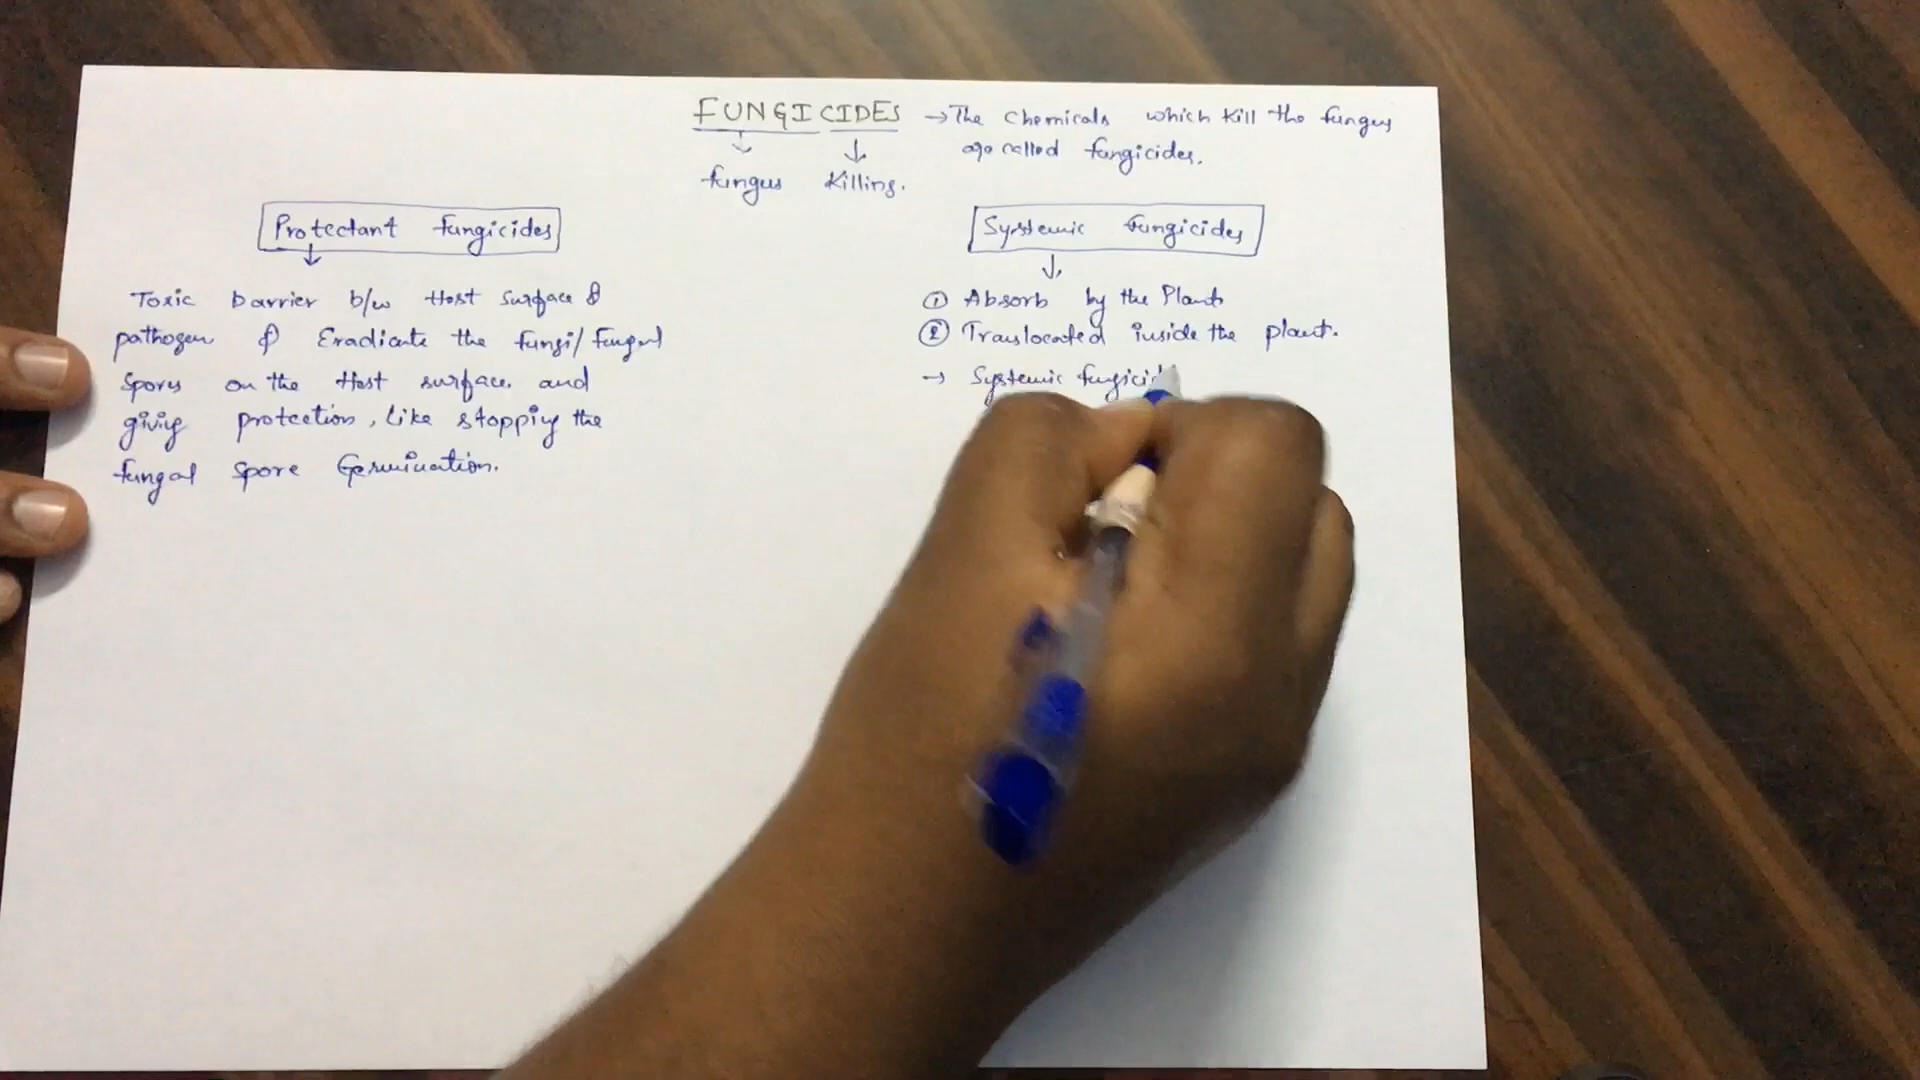 FUNGICIDES → The chemicals which kill the fungus
are called fungicides.
↓ ↓
fungus killing.
Protectant fungicides
↓
Toxic barrier b/w Host surface &
pathogen & Eradicate the fungi/fungal
spores on the Host surface and
giving protection, like stopping the
fungal spore Germination.
Systemic fungicides
↓
① Absorb by the Plant
② Translocated inside the plant.
→ Systemic fungicid